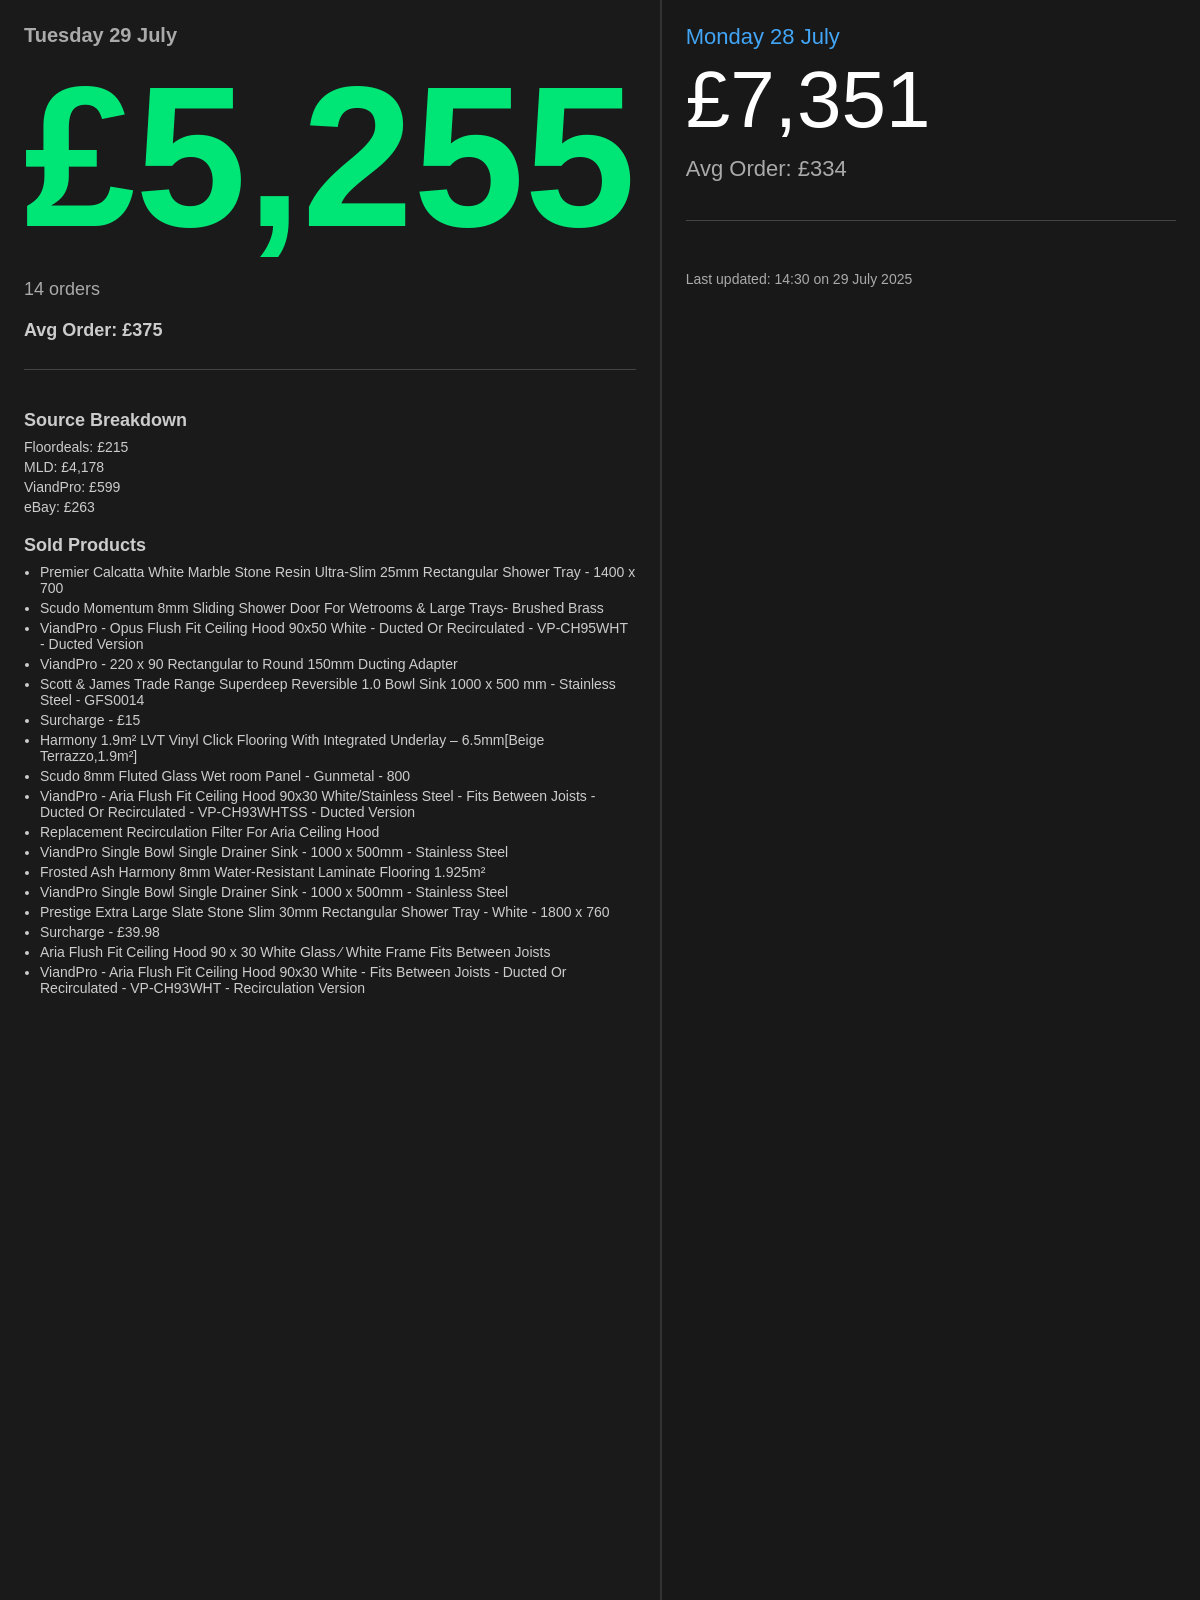 Tuesday 29 July
£5,255
14 orders
Avg Order: £375
Source Breakdown
Floordeals: £215
MLD: £4,178
ViandPro: £599
eBay: £263
Sold Products
• Premier Calcatta White Marble Stone Resin Ultra-Slim 25mm Rectangular Shower Tray - 1400 x
700
• Scudo Momentum 8mm Sliding Shower Door For Wetrooms & Large Trays- Brushed Brass
• ViandPro - Opus Flush Fit Ceiling Hood 90x50 White - Ducted Or Recirculated - VP-CH95WHT
- Ducted Version
• ViandPro - 220 x 90 Rectangular to Round 150mm Ducting Adapter
• Scott & James Trade Range Superdeep Reversible 1.0 Bowl Sink 1000 x 500 mm - Stainless
Steel - GFS0014
• Surcharge - £15
• Harmony 1.9m² LVT Vinyl Click Flooring With Integrated Underlay – 6.5mm[Beige
Terrazzo,1.9m²]
• Scudo 8mm Fluted Glass Wet room Panel - Gunmetal - 800
• ViandPro - Aria Flush Fit Ceiling Hood 90x30 White/Stainless Steel - Fits Between Joists -
Ducted Or Recirculated - VP-CH93WHTSS - Ducted Version
• Replacement Recirculation Filter For Aria Ceiling Hood
• ViandPro Single Bowl Single Drainer Sink - 1000 x 500mm - Stainless Steel
• Frosted Ash Harmony 8mm Water-Resistant Laminate Flooring 1.925m²
• ViandPro Single Bowl Single Drainer Sink - 1000 x 500mm - Stainless Steel
• Prestige Extra Large Slate Stone Slim 30mm Rectangular Shower Tray - White - 1800 x 760
• Surcharge - £39.98
• Aria Flush Fit Ceiling Hood 90 x 30 White Glass ⁄ White Frame Fits Between Joists
• ViandPro - Aria Flush Fit Ceiling Hood 90x30 White - Fits Between Joists - Ducted Or
Recirculated - VP-CH93WHT - Recirculation Version
Monday 28 July
£7,351
Avg Order: £334
Last updated: 14:30 on 29 July 2025